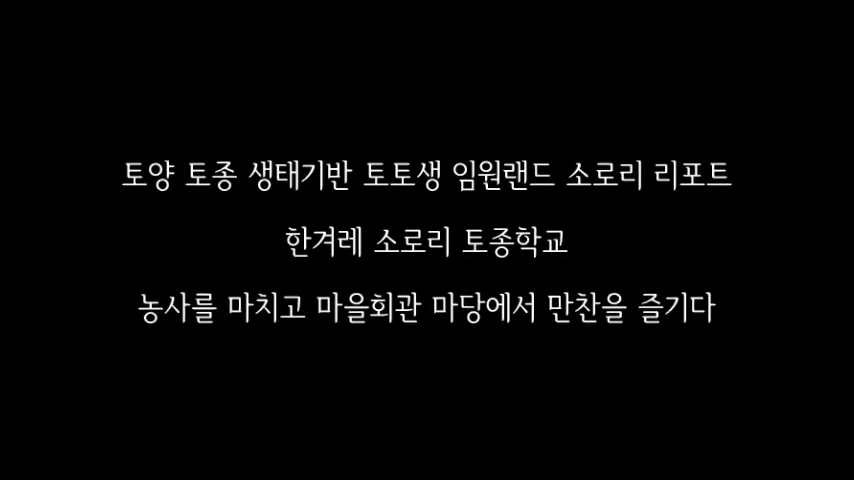 토양 토종 생태기반 토토생 임원랜드 소로리 리포트
한겨레 소로리 토종학교
농사를 마치고 마을회관 마당에서 만찬을 즐기다